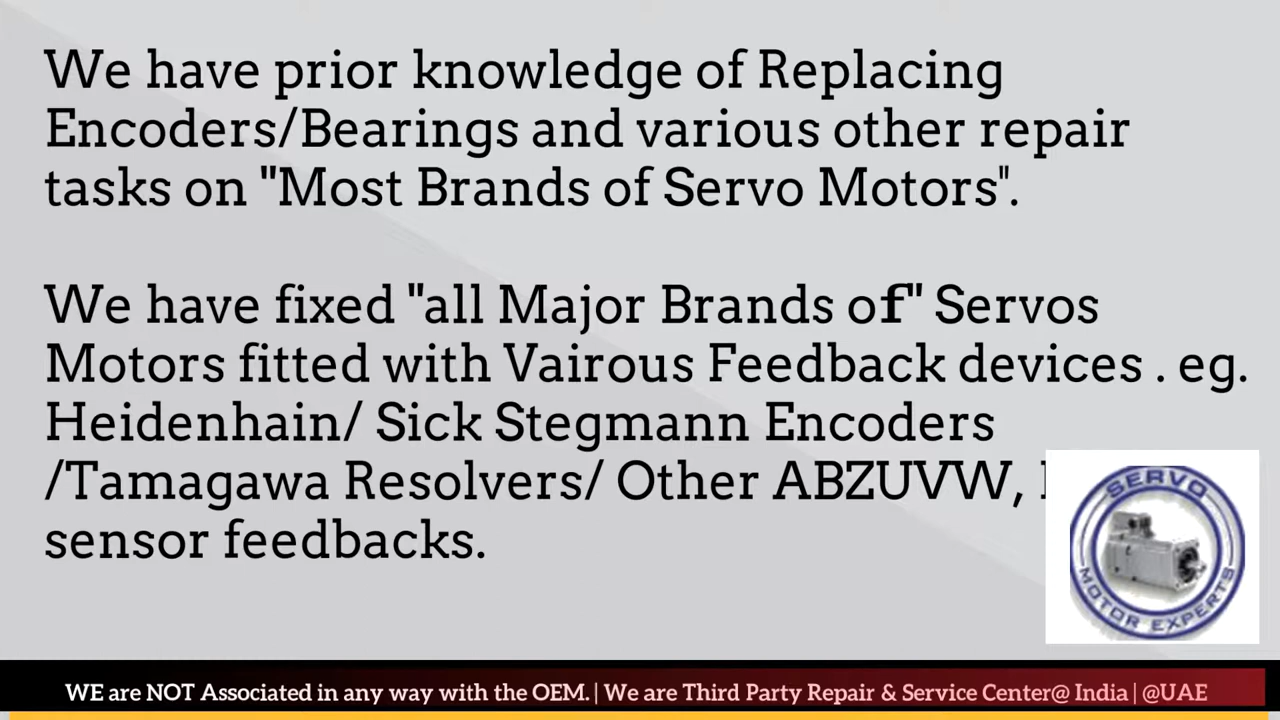 We have prior knowledge of Replacing
Encoders/Bearings and various other repair
tasks on "Most Brands of Servo Motors".
We have fixed "all Major Brands of" Servos
Motors fitted with Vairous Feedback devices . eg.
Heidenhain/ Sick Stegmann Encoders
/Tamagawa Resolvers/ Other ABZUVW,
sensor feedbacks.
SERVO
MOTOR EXPERTS
WE are NOT Associated in any way with the OEM. | We are Third Party Repair & Service Center@ India | @UAE